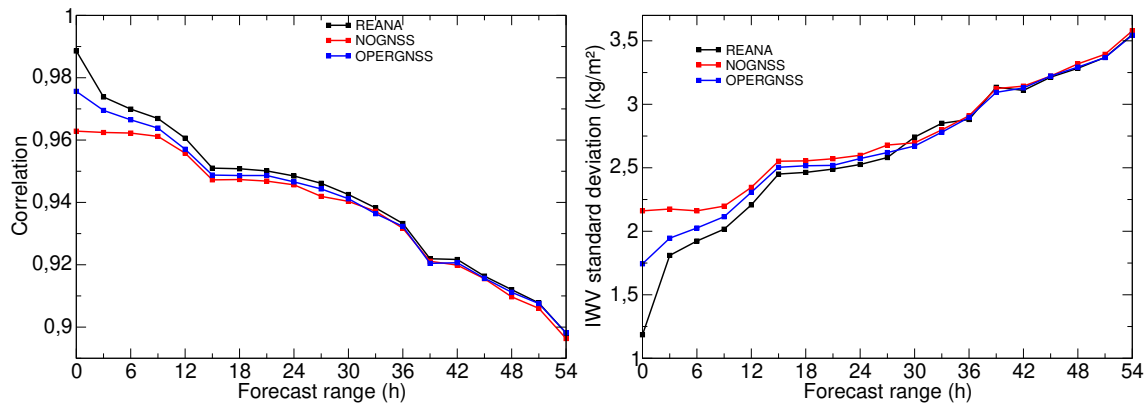 1
0,98
0,96
0,94
0,92
0,9
Correlation
REANA
NOGNSS
OPERGNSS
0 6 12 18 24 30 36 42 48 54
Forecast range (h)
3,5
3
2,5
2
1,5
1
IWV standard deviation (kg/m²)
REANA
NOGNSS
OPERGNSS
0 6 12 18 24 30 36 42 48 54
Forecast range (h)